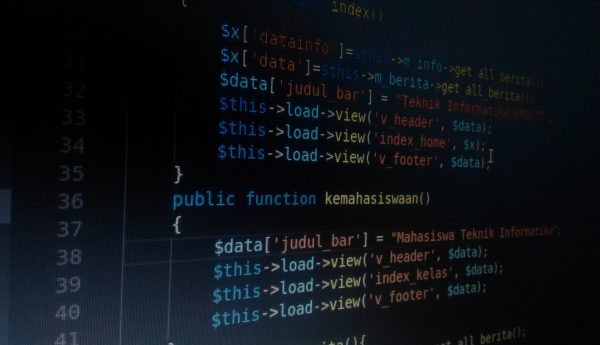 {
function index()
$x['datainfo']=$this->m_info->get_all_berita();
$x['data']=$this->m_berita->get_all_berita();
31 $data['judul_bar'] = "Teknik Informatika
32 $this->load->view('v_header', $data);
33 $this->load->view('index_home', $x);
34 $this->load->view('v_footer', $data);
35 }
36 public function kemahasiswaan()
37 {
38 $data['judul_bar'] = "Mahasiswa Teknik Informatika";
39 $this->load->view('v_header', $data);
40 $this->load->view('index_kelas', $data);
41 $this->load->view('v_footer', $data);